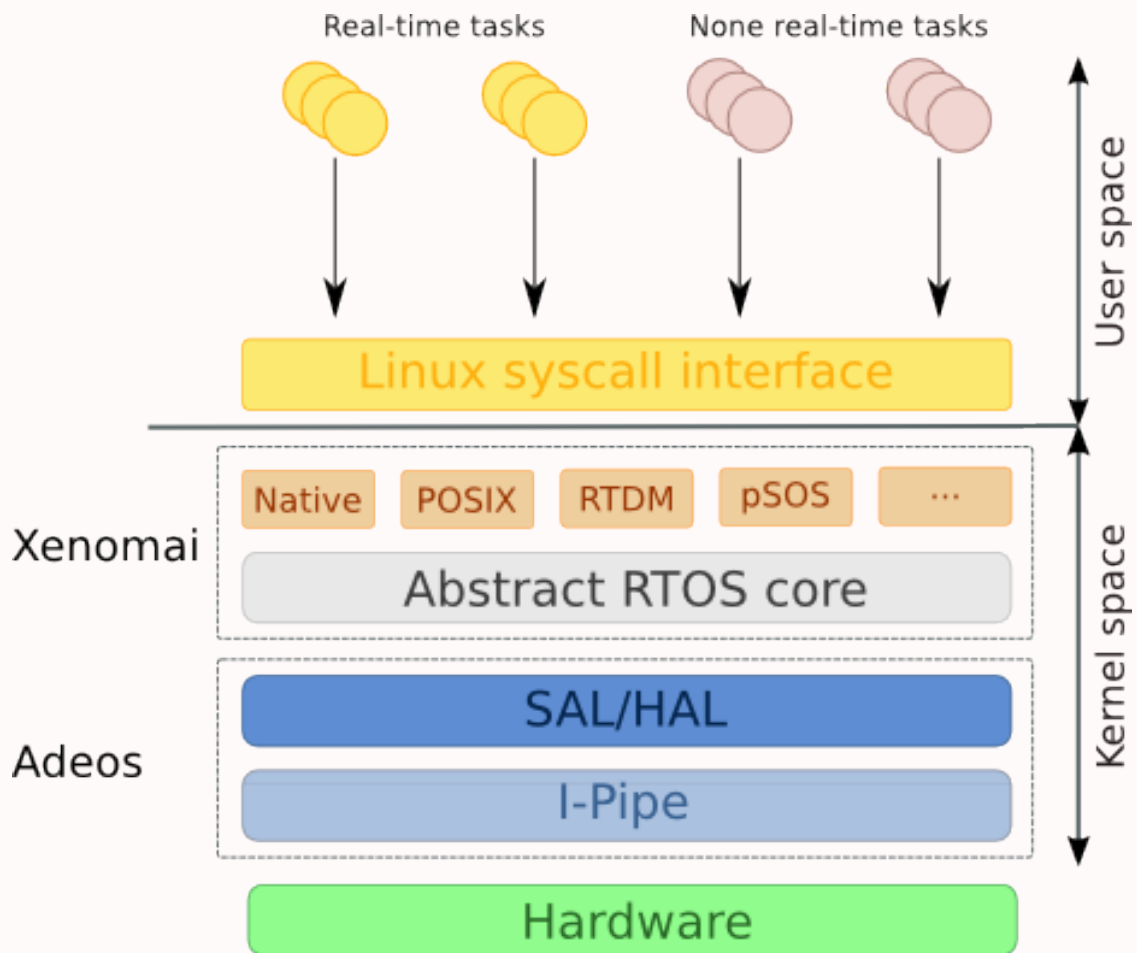 Real-time tasks
None real-time tasks
User space
Linux syscall interface
Xenomai
Native
POSIX
RTDM
pSOS
...
Abstract RTOS core
Kernel space
Adeos
SAL/HAL
I-Pipe
Hardware